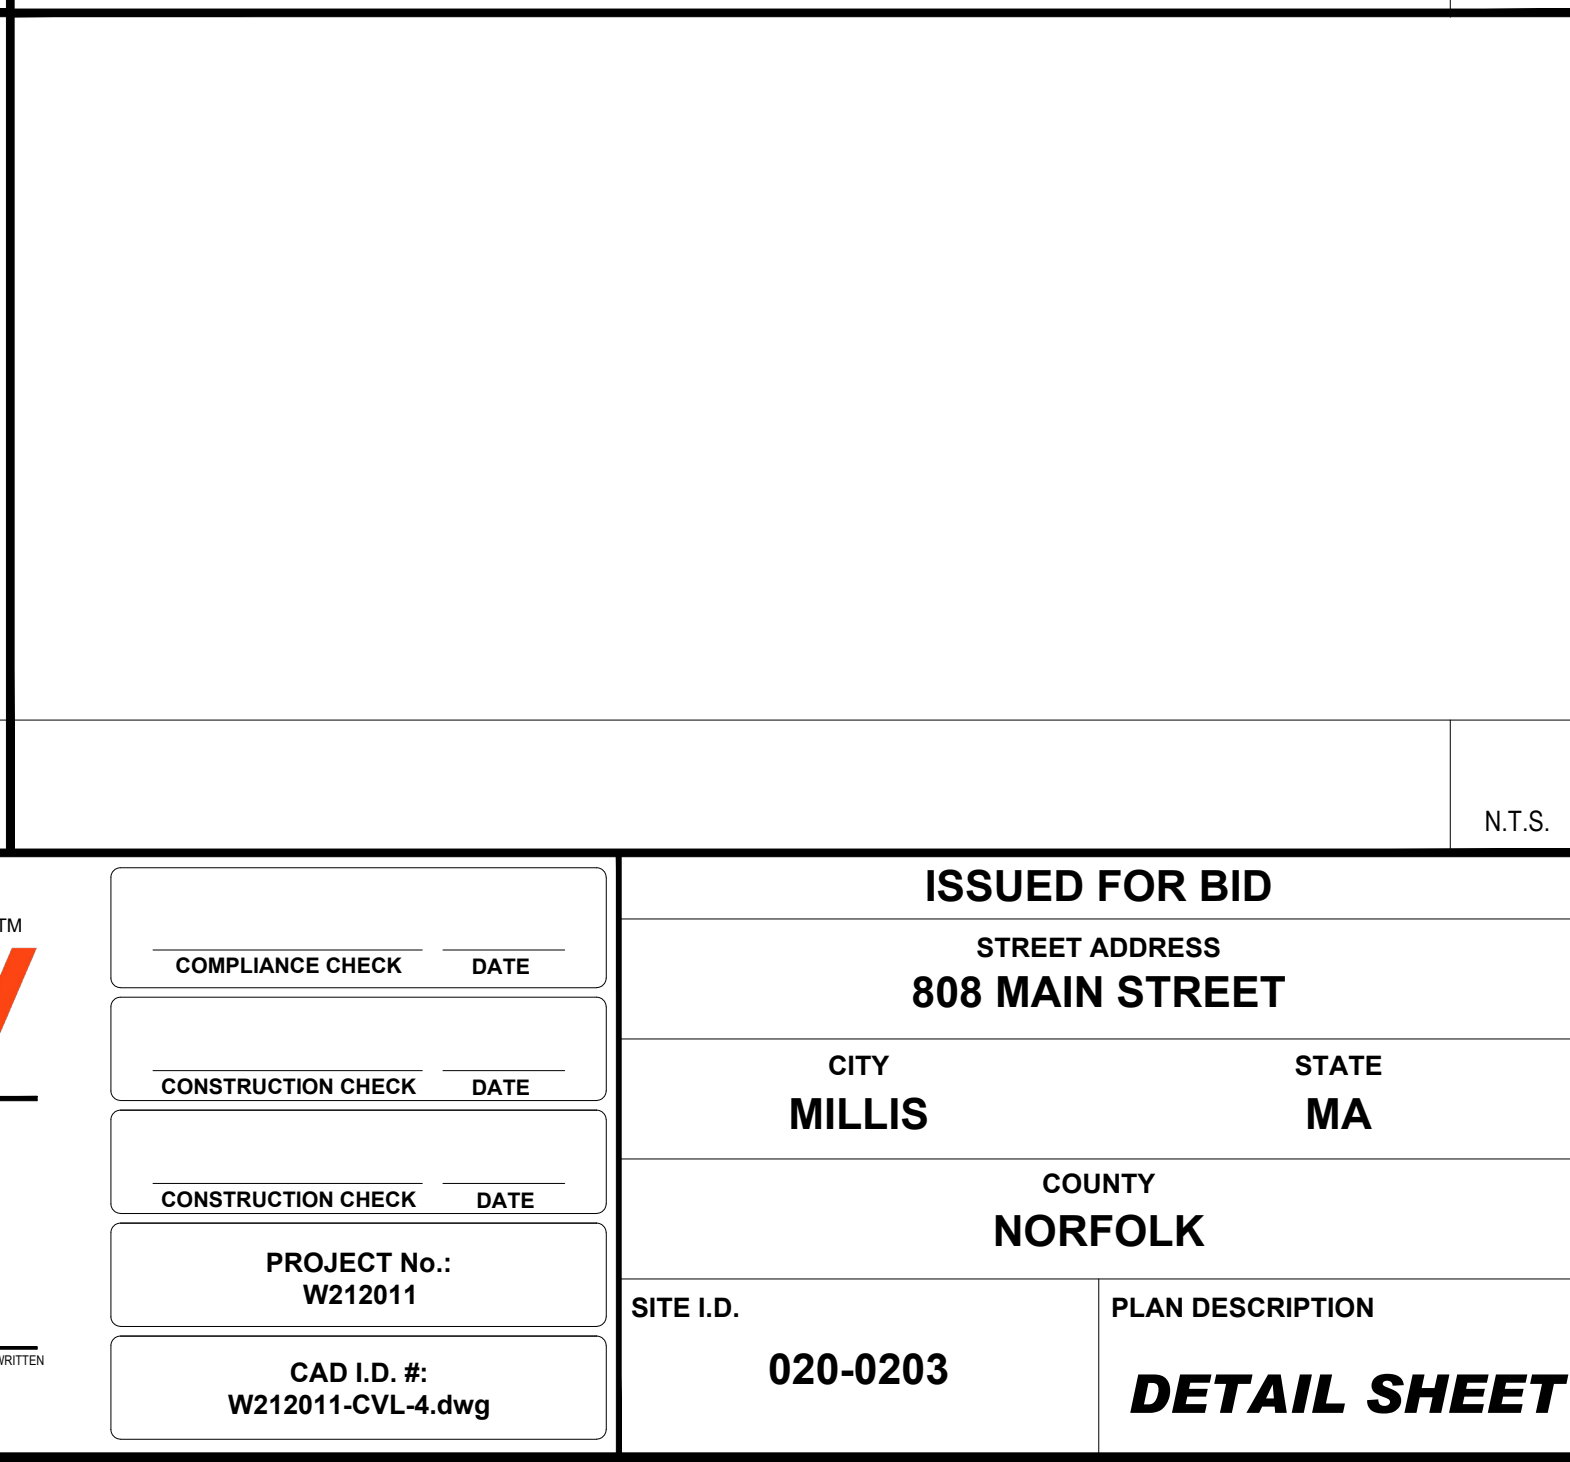 N.T.S.
TM
WRITTEN
COMPLIANCE CHECK DATE
CONSTRUCTION CHECK DATE
CONSTRUCTION CHECK DATE
PROJECT No.:
W212011
CAD I.D. #:
W212011-CVL-4.dwg
ISSUED FOR BID
STREET ADDRESS
808 MAIN STREET
CITY STATE
MILLIS MA
COUNTY
NORFOLK
SITE I.D.
020-0203
PLAN DESCRIPTION
DETAIL SHEET